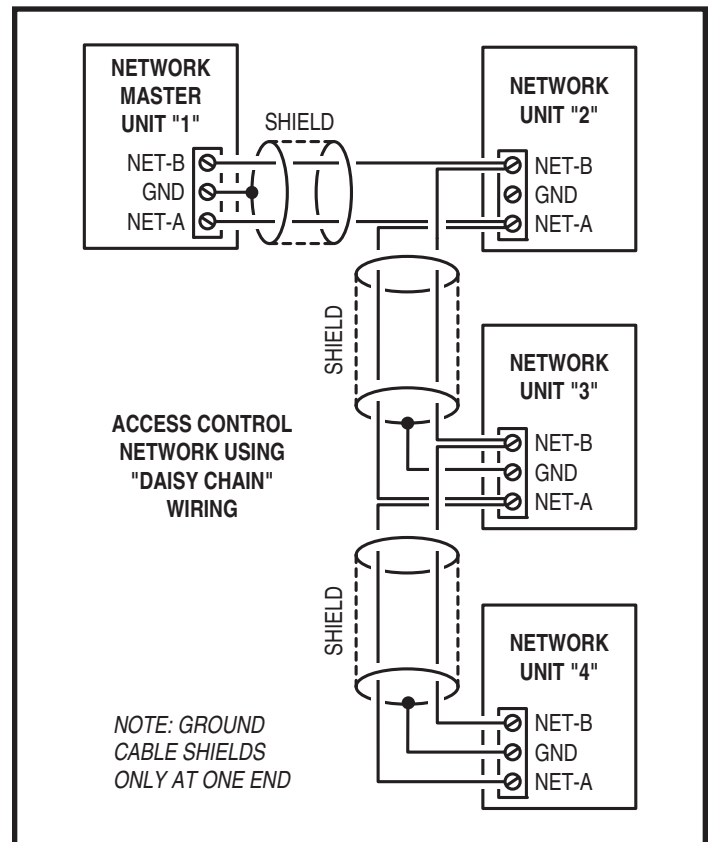 NETWORK
MASTER
UNIT "1"
NET-B
GND
NET-A
SHIELD
NETWORK
UNIT "2"
NET-B
GND
NET-A
SHIELD
NETWORK
UNIT "3"
NET-B
GND
NET-A
ACCESS CONTROL
NETWORK USING
"DAISY CHAIN"
WIRING
SHIELD
NETWORK
UNIT "4"
NET-B
GND
NET-A
NOTE: GROUND
CABLE SHIELDS
ONLY AT ONE END